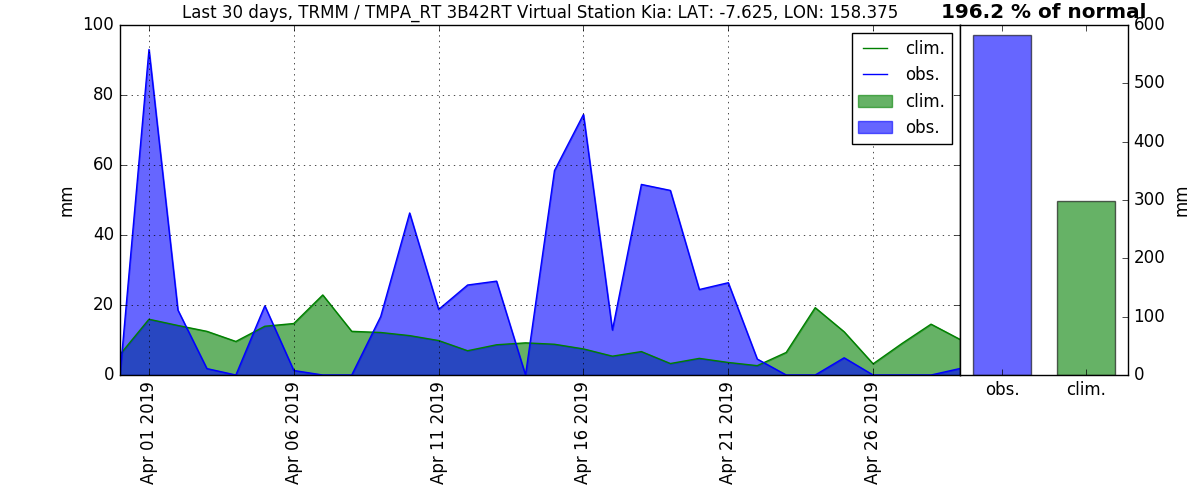 Last 30 days, TRMM / TMPA_RT 3B42RT Virtual Station Kia: LAT: -7.625, LON: 158.375
196.2 % of normal
100
80
60
40
20
0
mm
clim.
obs.
clim.
obs.
Apr 01 2019
Apr 06 2019
Apr 11 2019
Apr 16 2019
Apr 21 2019
Apr 26 2019
600
500
400
300
200
100
0
mm
obs.
clim.